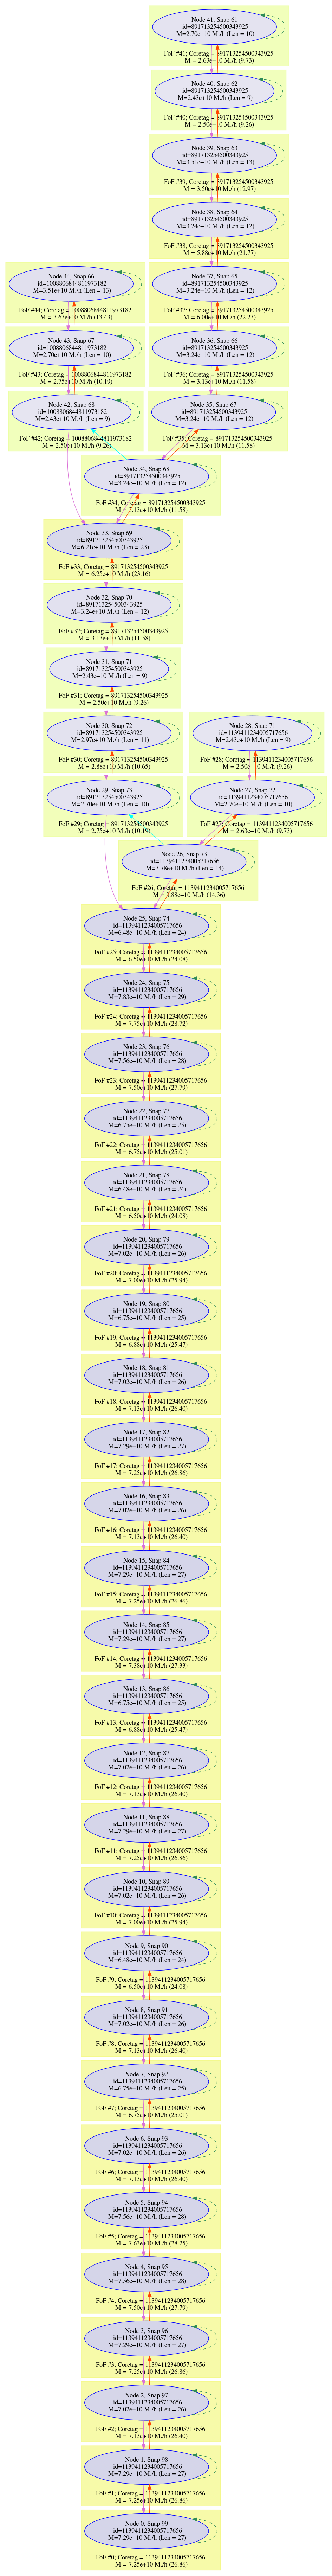 Node 41, Snap 61
id=891713254500343925
M=2.70e+10 M./h (Len = 10)
FoF #41; Coretag = 891713254500343925
M = 2.63e+10 M./h (9.73)
Node 40, Snap 62
id=891713254500343925
M=2.43e+10 M./h (Len = 9)
FoF #40; Coretag = 891713254500343925
M = 2.50e+10 M./h (9.26)
Node 39, Snap 63
id=891713254500343925
M=3.51e+10 M./h (Len = 13)
FoF #39; Coretag = 891713254500343925
M = 3.50e+10 M./h (12.97)
Node 38, Snap 64
id=891713254500343925
M=3.24e+10 M./h (Len = 12)
FoF #38; Coretag = 891713254500343925
M = 5.88e+10 M./h (21.77)
Node 44, Snap 66
id=1008806844811973182
M=3.51e+10 M./h (Len = 13)
FoF #44; Coretag = 1008806844811973182
M = 3.63e+10 M./h (13.43)
Node 37, Snap 65
id=891713254500343925
M=3.24e+10 M./h (Len = 12)
FoF #37; Coretag = 891713254500343925
M = 6.00e+10 M./h (22.23)
Node 43, Snap 67
id=1008806844811973182
M=2.70e+10 M./h (Len = 10)
FoF #43; Coretag = 1008806844811973182
M = 2.75e+10 M./h (10.19)
Node 36, Snap 66
id=891713254500343925
M=3.24e+10 M./h (Len = 12)
FoF #36; Coretag = 891713254500343925
M = 3.13e+10 M./h (11.58)
Node 42, Snap 68
id=1008806844811973182
M=2.43e+10 M./h (Len = 9)
FoF #42; Coretag = 1008806844811973182
M = 2.50e+10 M./h (9.26)
Node 35, Snap 67
id=891713254500343925
M=3.24e+10 M./h (Len = 12)
FoF #35; Coretag = 891713254500343925
M = 3.13e+10 M./h (11.58)
Node 34, Snap 68
id=891713254500343925
M=3.24e+10 M./h (Len = 12)
FoF #34; Coretag = 891713254500343925
M = 3.13e+10 M./h (11.58)
Node 33, Snap 69
id=891713254500343925
M=6.21e+10 M./h (Len = 23)
FoF #33; Coretag = 891713254500343925
M = 6.25e+10 M./h (23.16)
Node 32, Snap 70
id=891713254500343925
M=3.24e+10 M./h (Len = 12)
FoF #32; Coretag = 891713254500343925
M = 3.13e+10 M./h (11.58)
Node 31, Snap 71
id=891713254500343925
M=2.43e+10 M./h (Len = 9)
FoF #31; Coretag = 891713254500343925
M = 2.50e+10 M./h (9.26)
Node 30, Snap 72
id=891713254500343925
M=2.97e+10 M./h (Len = 11)
FoF #30; Coretag = 891713254500343925
M = 2.88e+10 M./h (10.65)
Node 28, Snap 71
id=1139411234005717656
M=2.43e+10 M./h (Len = 9)
FoF #28; Coretag = 1139411234005717656
M = 2.50e+10 M./h (9.26)
Node 29, Snap 73
id=891713254500343925
M=2.70e+10 M./h (Len = 10)
FoF #29; Coretag = 891713254500343925
M = 2.75e+10 M./h (10.19)
Node 27, Snap 72
id=1139411234005717656
M=2.70e+10 M./h (Len = 10)
FoF #27; Coretag = 1139411234005717656
M = 2.63e+10 M./h (9.73)
Node 26, Snap 73
id=1139411234005717656
M=3.78e+10 M./h (Len = 14)
FoF #26; Coretag = 1139411234005717656
M = 3.88e+10 M./h (14.36)
Node 25, Snap 74
id=1139411234005717656
M=6.48e+10 M./h (Len = 24)
FoF #25; Coretag = 1139411234005717656
M = 6.50e+10 M./h (24.08)
Node 24, Snap 75
id=1139411234005717656
M=7.83e+10 M./h (Len = 29)
FoF #24; Coretag = 1139411234005717656
M = 7.75e+10 M./h (28.72)
Node 23, Snap 76
id=1139411234005717656
M=7.56e+10 M./h (Len = 28)
FoF #23; Coretag = 1139411234005717656
M = 7.50e+10 M./h (27.79)
Node 22, Snap 77
id=1139411234005717656
M=6.75e+10 M./h (Len = 25)
FoF #22; Coretag = 1139411234005717656
M = 6.75e+10 M./h (25.01)
Node 21, Snap 78
id=1139411234005717656
M=6.48e+10 M./h (Len = 24)
FoF #21; Coretag = 1139411234005717656
M = 6.50e+10 M./h (24.08)
Node 20, Snap 79
id=1139411234005717656
M=7.02e+10 M./h (Len = 26)
FoF #20; Coretag = 1139411234005717656
M = 7.00e+10 M./h (25.94)
Node 19, Snap 80
id=1139411234005717656
M=6.75e+10 M./h (Len = 25)
FoF #19; Coretag = 1139411234005717656
M = 6.88e+10 M./h (25.47)
Node 18, Snap 81
id=1139411234005717656
M=7.02e+10 M./h (Len = 26)
FoF #18; Coretag = 1139411234005717656
M = 7.13e+10 M./h (26.40)
Node 17, Snap 82
id=1139411234005717656
M=7.29e+10 M./h (Len = 27)
FoF #17; Coretag = 1139411234005717656
M = 7.25e+10 M./h (26.86)
Node 16, Snap 83
id=1139411234005717656
M=7.02e+10 M./h (Len = 26)
FoF #16; Coretag = 1139411234005717656
M = 7.13e+10 M./h (26.40)
Node 15, Snap 84
id=1139411234005717656
M=7.29e+10 M./h (Len = 27)
FoF #15; Coretag = 1139411234005717656
M = 7.25e+10 M./h (26.86)
Node 14, Snap 85
id=1139411234005717656
M=7.29e+10 M./h (Len = 27)
FoF #14; Coretag = 1139411234005717656
M = 7.38e+10 M./h (27.33)
Node 13, Snap 86
id=1139411234005717656
M=6.75e+10 M./h (Len = 25)
FoF #13; Coretag = 1139411234005717656
M = 6.88e+10 M./h (25.47)
Node 12, Snap 87
id=1139411234005717656
M=7.02e+10 M./h (Len = 26)
FoF #12; Coretag = 1139411234005717656
M = 7.13e+10 M./h (26.40)
Node 11, Snap 88
id=1139411234005717656
M=7.29e+10 M./h (Len = 27)
FoF #11; Coretag = 1139411234005717656
M = 7.25e+10 M./h (26.86)
Node 10, Snap 89
id=1139411234005717656
M=7.02e+10 M./h (Len = 26)
FoF #10; Coretag = 1139411234005717656
M = 7.00e+10 M./h (25.94)
Node 9, Snap 90
id=1139411234005717656
M=6.48e+10 M./h (Len = 24)
FoF #9; Coretag = 1139411234005717656
M = 6.50e+10 M./h (24.08)
Node 8, Snap 91
id=1139411234005717656
M=7.02e+10 M./h (Len = 26)
FoF #8; Coretag = 1139411234005717656
M = 7.13e+10 M./h (26.40)
Node 7, Snap 92
id=1139411234005717656
M=6.75e+10 M./h (Len = 25)
FoF #7; Coretag = 1139411234005717656
M = 6.75e+10 M./h (25.01)
Node 6, Snap 93
id=1139411234005717656
M=7.02e+10 M./h (Len = 26)
FoF #6; Coretag = 1139411234005717656
M = 7.13e+10 M./h (26.40)
Node 5, Snap 94
id=1139411234005717656
M=7.56e+10 M./h (Len = 28)
FoF #5; Coretag = 1139411234005717656
M = 7.63e+10 M./h (28.25)
Node 4, Snap 95
id=1139411234005717656
M=7.56e+10 M./h (Len = 28)
FoF #4; Coretag = 1139411234005717656
M = 7.50e+10 M./h (27.79)
Node 3, Snap 96
id=1139411234005717656
M=7.29e+10 M./h (Len = 27)
FoF #3; Coretag = 1139411234005717656
M = 7.25e+10 M./h (26.86)
Node 2, Snap 97
id=1139411234005717656
M=7.02e+10 M./h (Len = 26)
FoF #2; Coretag = 1139411234005717656
M = 7.13e+10 M./h (26.40)
Node 1, Snap 98
id=1139411234005717656
M=7.29e+10 M./h (Len = 27)
FoF #1; Coretag = 1139411234005717656
M = 7.25e+10 M./h (26.86)
Node 0, Snap 99
id=1139411234005717656
M=7.29e+10 M./h (Len = 27)
FoF #0; Coretag = 1139411234005717656
M = 7.25e+10 M./h (26.86)